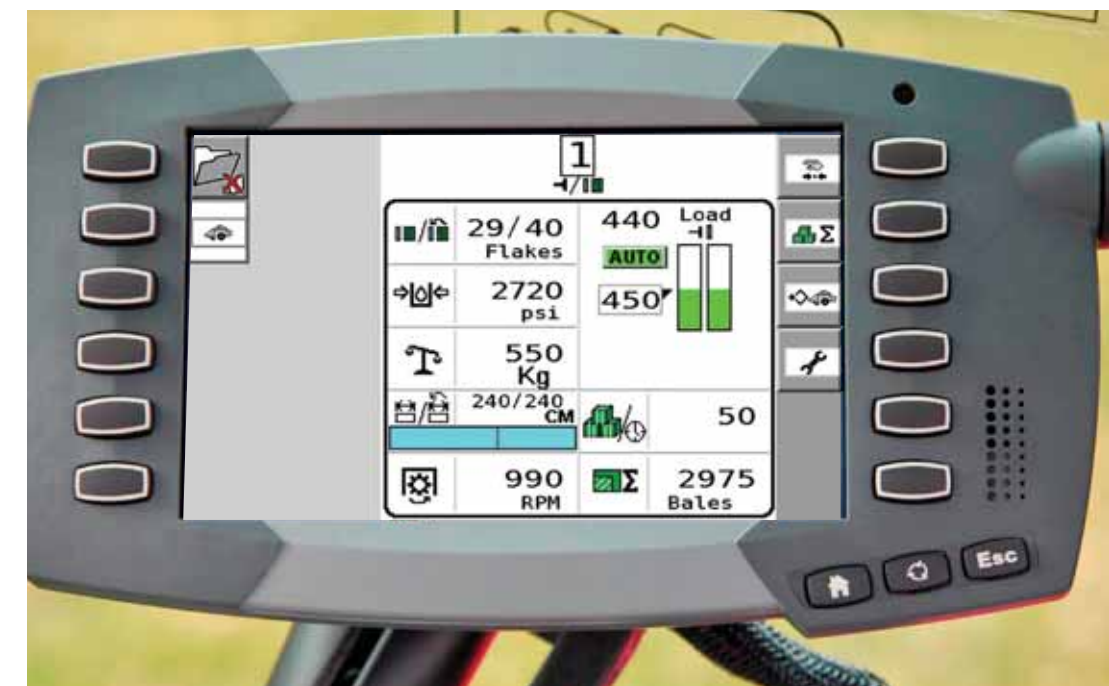 1
29/40
Flakes
440
Load
AUTO
2720
psi
450
550
Kg
240/240
CM
50
990
RPM
Σ
2975
Bales
Σ
Esc